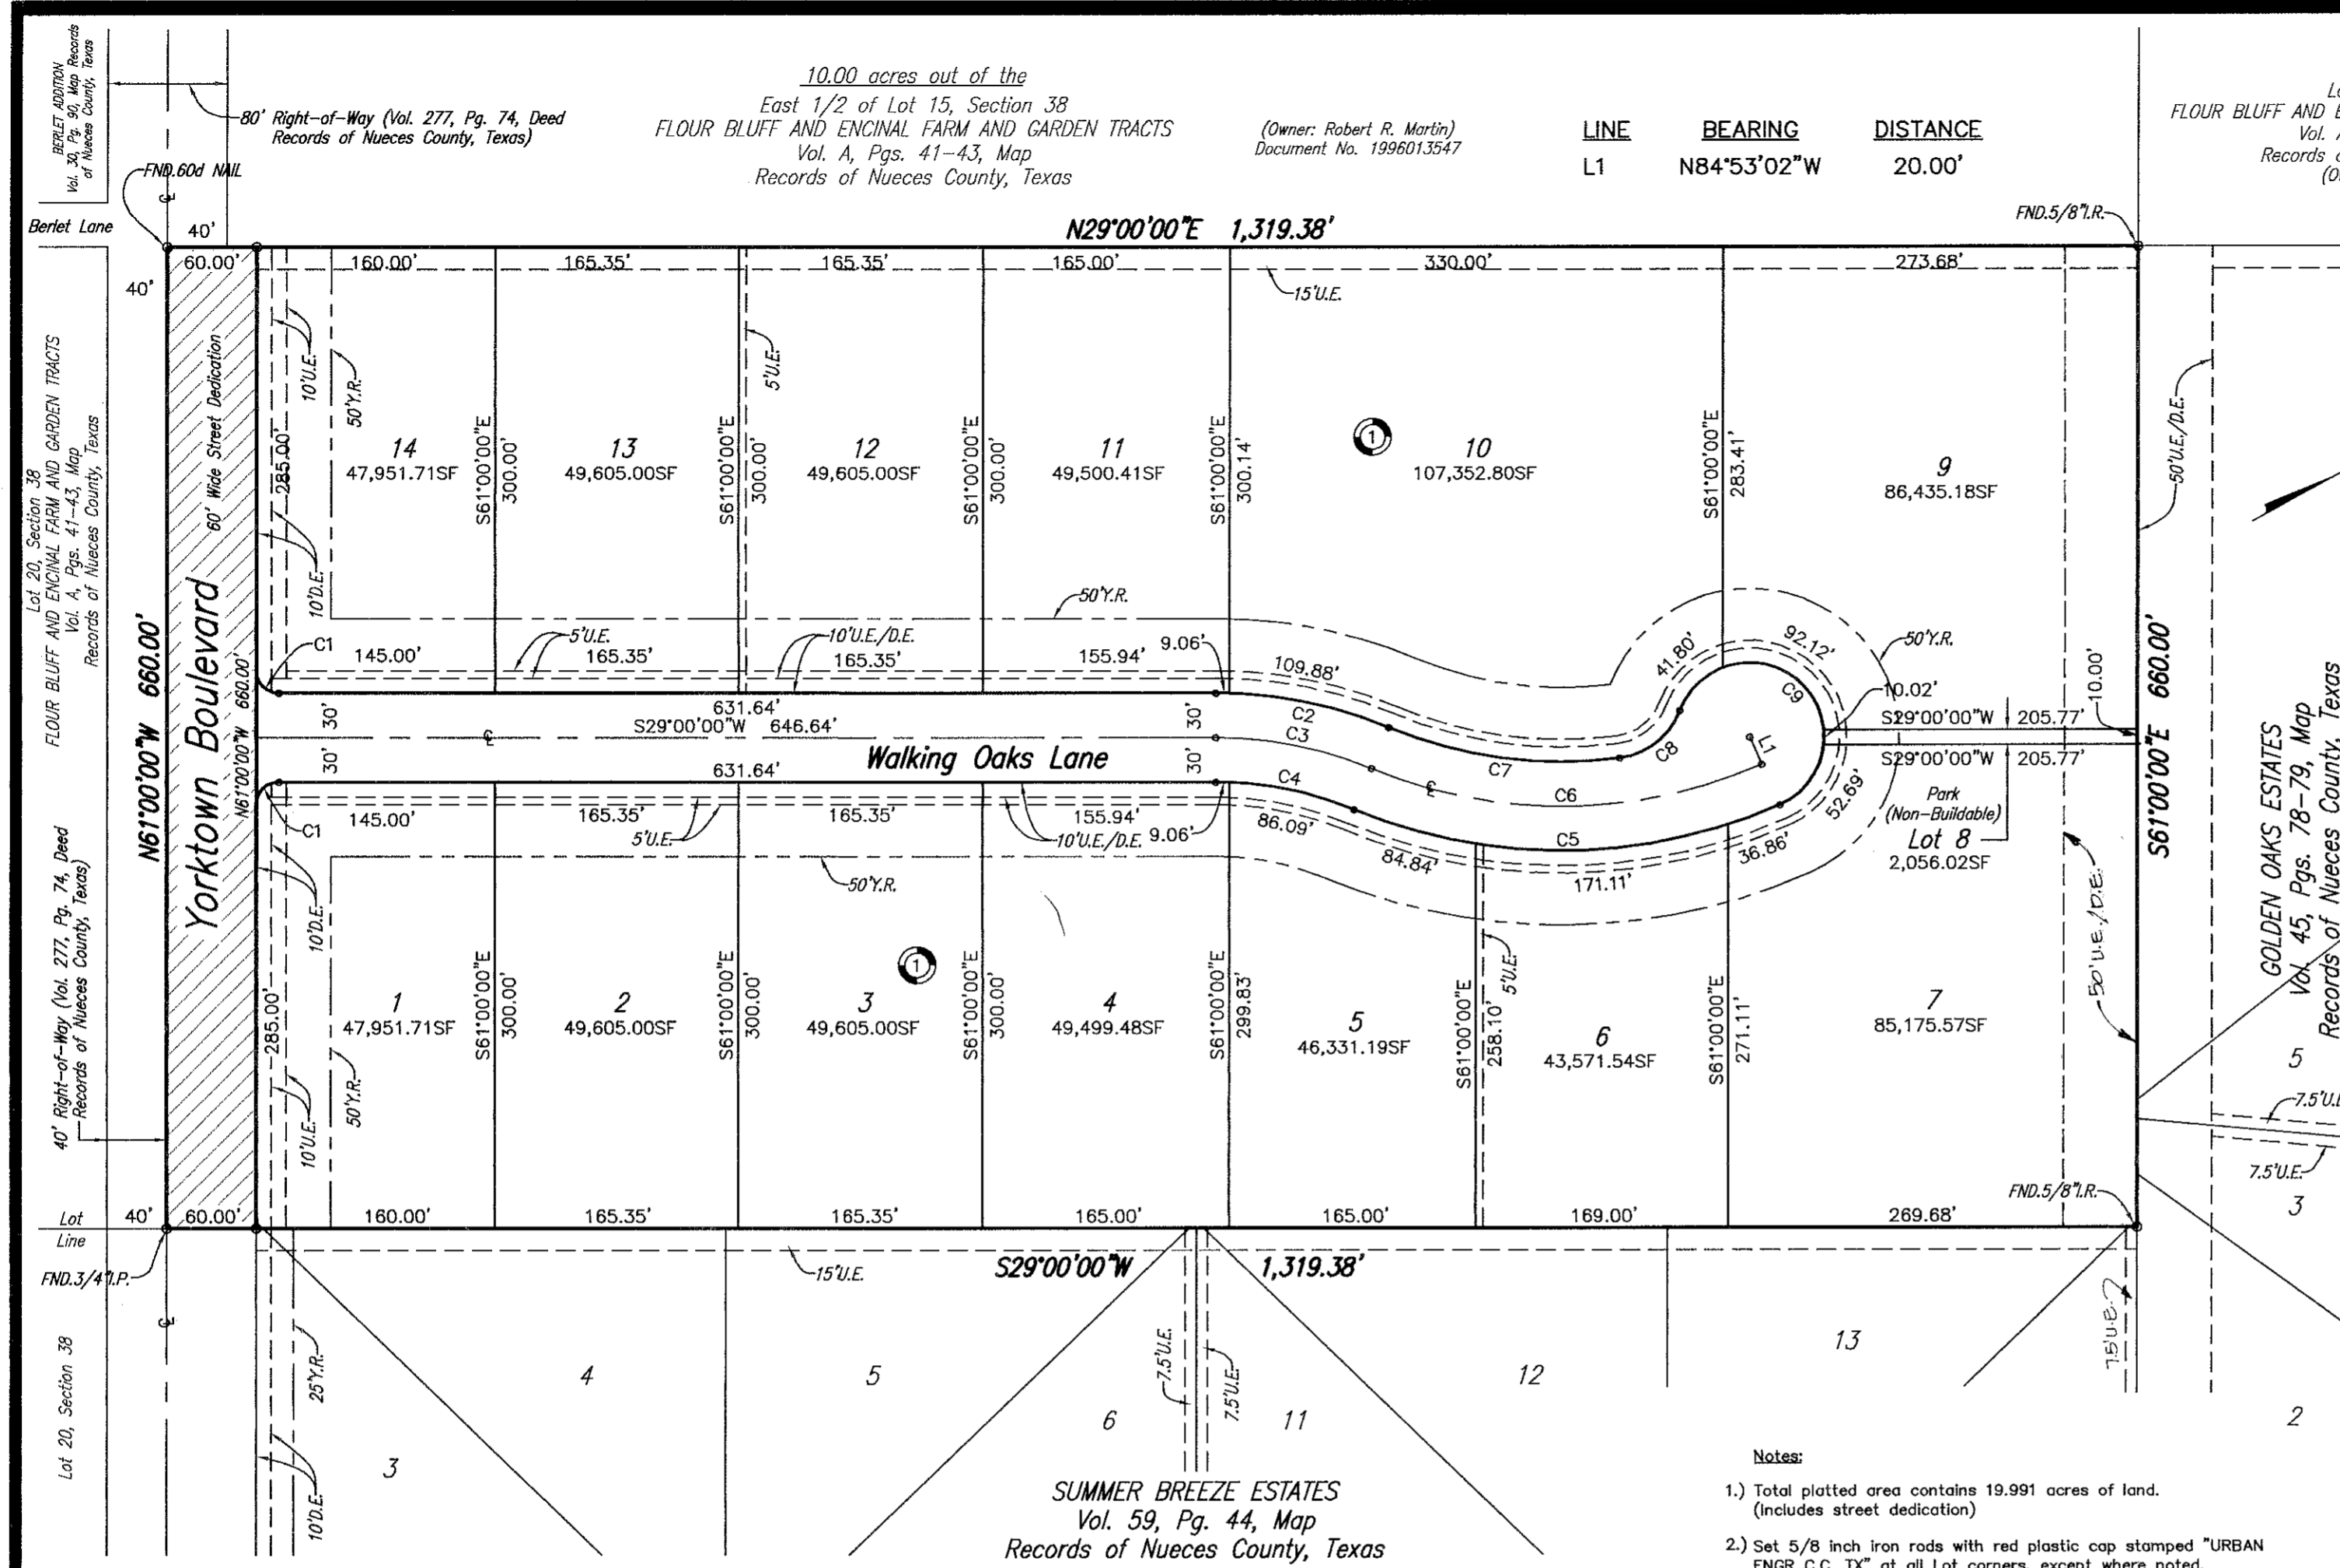 BERLET ADDITION
Vol. 30, Pg. 90, Map Records
of Nueces County, Texas
80' Right-of-Way (Vol. 277, Pg. 74, Deed
Records of Nueces County, Texas)
10.00 acres out of the
East 1/2 of Lot 15, Section 38
FLOUR BLUFF AND ENCINAL FARM AND GARDEN TRACTS
Vol. A, Pgs. 41-43, Map
Records of Nueces County, Texas
(Owner: Robert R. Martin)
Document No. 1996013547
LINE BEARING DISTANCE
L1 N84°53'02"W 20.00'
FLOUR BLUFF AND
Vol.
Records
FND.60d NAIL
Berlet Lane
40'
FND.5/8"I.R.
N29°00'00"E 1,319.38'
60.00' 160.00' 165.35' 165.35' 165.00' 330.00' 273.68'
40'
15'U.E.
Lot 20, Section 38
FLOUR BLUFF AND ENCINAL FARM AND GARDEN TRACTS
Vol. A, Pgs. 41-43, Map
Records of Nueces County, Texas
60' Wide Street Dedication
10'U.E.
285.00'
50'Y.R.
10'D.E.
14
47,951.71SF
S61°00'00"E
300.00'
13
49,605.00SF
S61°00'00"E
300.00'
5'U.E.
12
49,605.00SF
S61°00'00"E
300.00'
11
49,500.41SF
S61°00'00"E
300.14'
1
10
107,352.80SF
S61°00'00"E
283.41'
9
86,435.18SF
50'U.E./D.E.
N61°00'00"W 660.00'
Yorktown Boulevard
N61°00'00"W 660.00'
C1
50'Y.R.
5'U.E.
10'U.E./D.E.
145.00' 165.35' 165.35' 155.94' 9.06'
109.88'
41.80'
92.12'
50'Y.R.
10.02'
10.00'
30' 631.64' 30'
S29°00'00"W 646.64'
C2
C3
C7
C8
C9
L1
S29°00'00"W 205.77'
S29°00'00"W 205.77'
Walking Oaks Lane
30' 631.64' 30'
C4
C6
C5
C1
145.00' 165.35' 165.35' 155.94'
5'U.E.
10'U.E./D.E. 9.06'
86.09'
84.84'
171.11'
36.86'
52.69'
Park
(Non-Buildable)
Lot 8
2,056.02SF
50'Y.R.
S61°00'00"E 660.00'
GOLDEN OAKS ESTATES
Vol. 45, Pgs. 78-79, Map
Records of Nueces County, Texas
50' U.E./D.E.
40' Right-of-Way (Vol. 277, Pg. 74, Deed
Records of Nueces County, Texas)
10'D.E.
285.00'
10'U.E.
50'Y.R.
1
47,951.71SF
S61°00'00"E
300.00'
2
49,605.00SF
S61°00'00"E
300.00'
1
3
49,605.00SF
S61°00'00"E
300.00'
4
49,499.48SF
S61°00'00"E
299.83'
5
46,331.19SF
S61°00'00"E
258.10'
5'U.E.
6
43,571.54SF
S61°00'00"E
271.11'
7
85,175.57SF
5
7.5'U.E.
3
FND.5/8"I.R.
Lot
Line
40'
60.00' 160.00' 165.35' 165.35' 165.00' 165.00' 169.00' 269.68'
FND.3/4"I.P.
15'U.E.
S29°00'00"W 1,319.38'
Lot 20, Section 38
25'Y.R.
10'D.E.
3
4
5
6
7.5'U.E.
7.5'U.E.
11
12
13
7.5'U.E.
2
SUMMER BREEZE ESTATES
Vol. 59, Pg. 44, Map
Records of Nueces County, Texas
Notes:
1.) Total platted area contains 19.991 acres of land.
(Includes street dedication)
2.) Set 5/8 inch iron rods with red plastic cap stamped "URBAN
ENGR C.C. TX" at all Lot corners, except where noted.